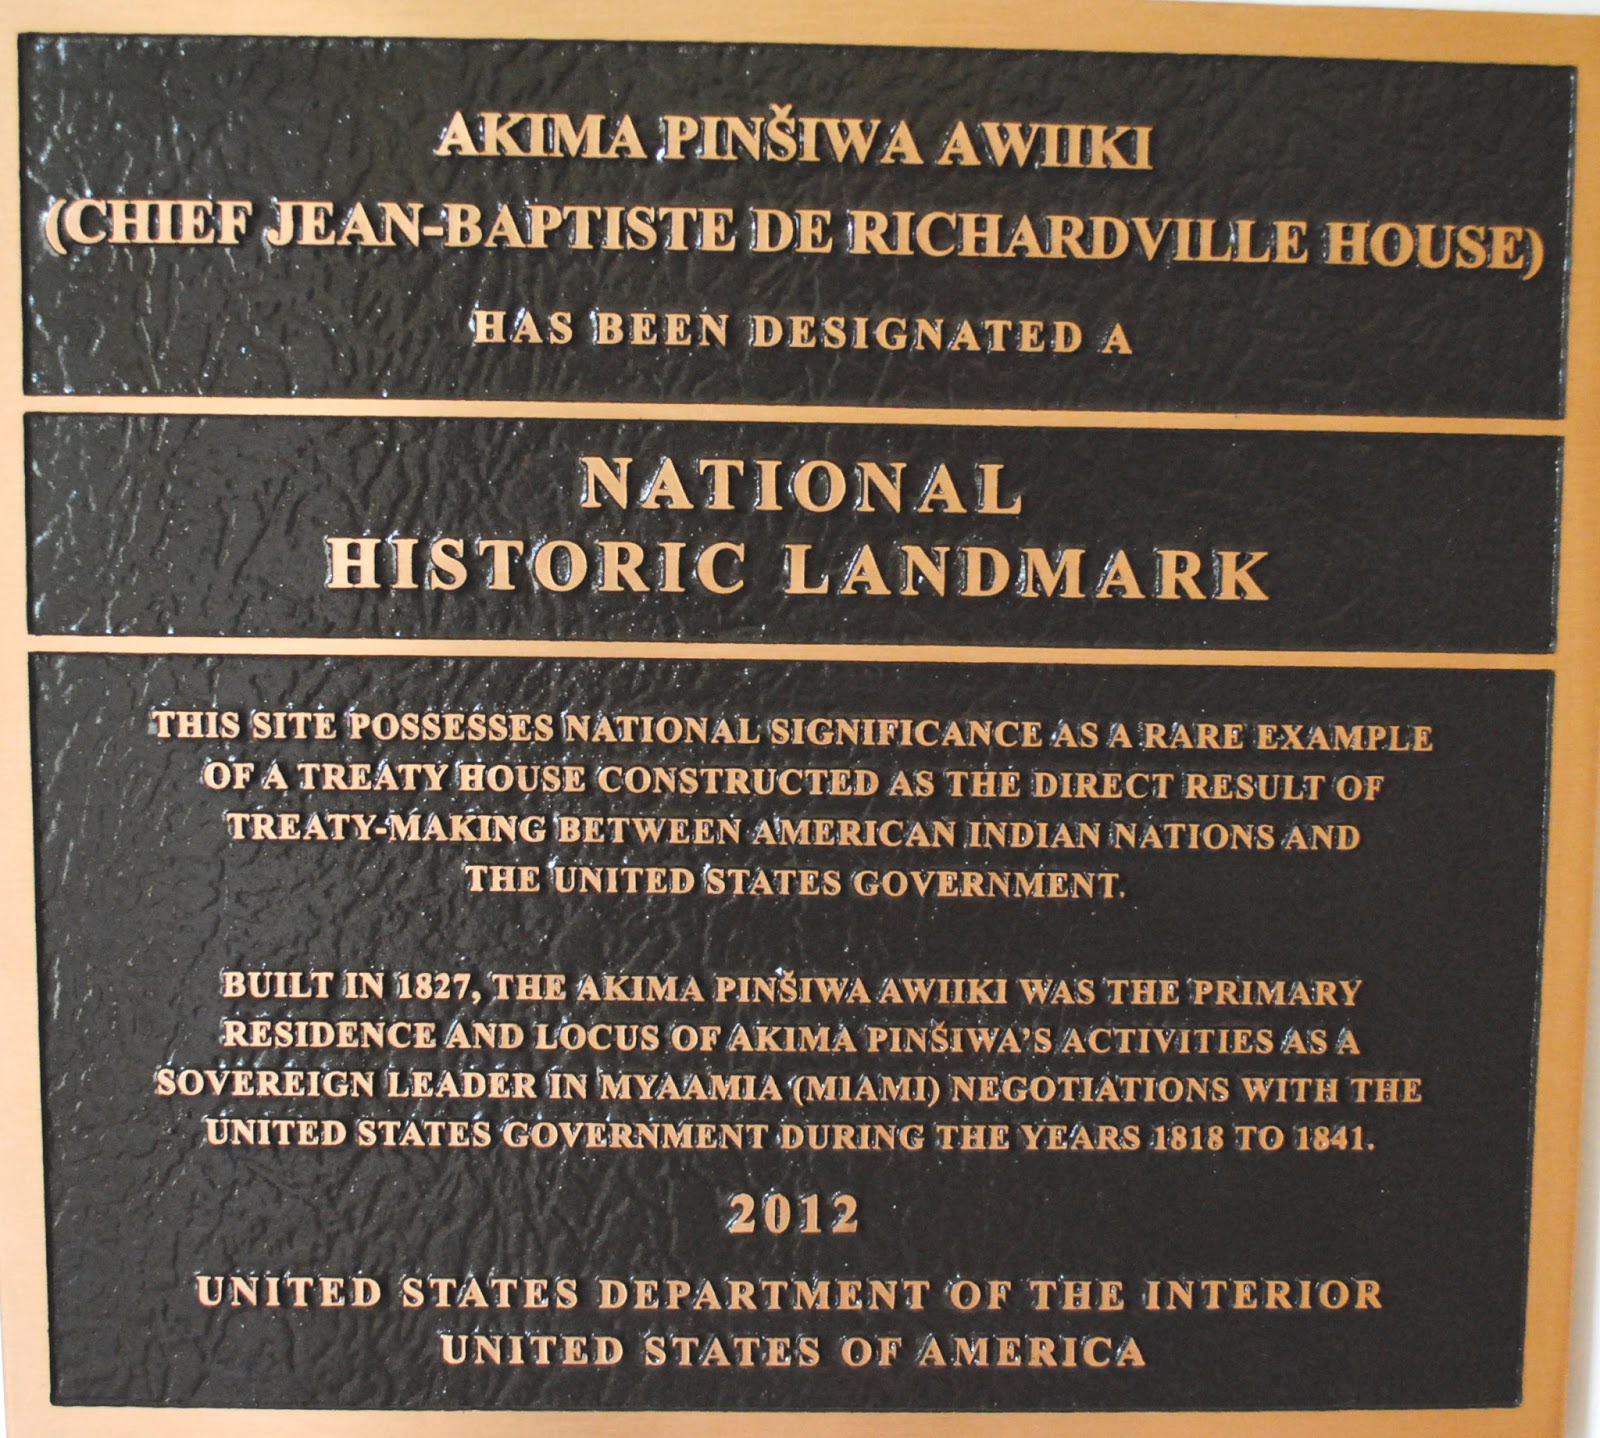 AKIMA PINŠIWA AWIIKI
(CHIEF JEAN-BAPTISTE DE RICHARDVILLE HOUSE)
HAS BEEN DESIGNATED A
NATIONAL
HISTORIC LANDMARK
THIS SITE POSSESSES NATIONAL SIGNIFICANCE AS A RARE EXAMPLE
OF A TREATY HOUSE CONSTRUCTED AS THE DIRECT RESULT OF
TREATY-MAKING BETWEEN AMERICAN INDIAN NATIONS AND
THE UNITED STATES GOVERNMENT.
BUILT IN 1827, THE AKIMA PINŠIWA AWIIKI WAS THE PRIMARY
RESIDENCE AND LOCUS OF AKIMA PINŠIWA'S ACTIVITIES AS A
SOVEREIGN LEADER IN MYAAMIA (MIAMI) NEGOTIATIONS WITH THE
UNITED STATES GOVERNMENT DURING THE YEARS 1818 TO 1841.
2012
UNITED STATES DEPARTMENT OF THE INTERIOR
UNITED STATES OF AMERICA